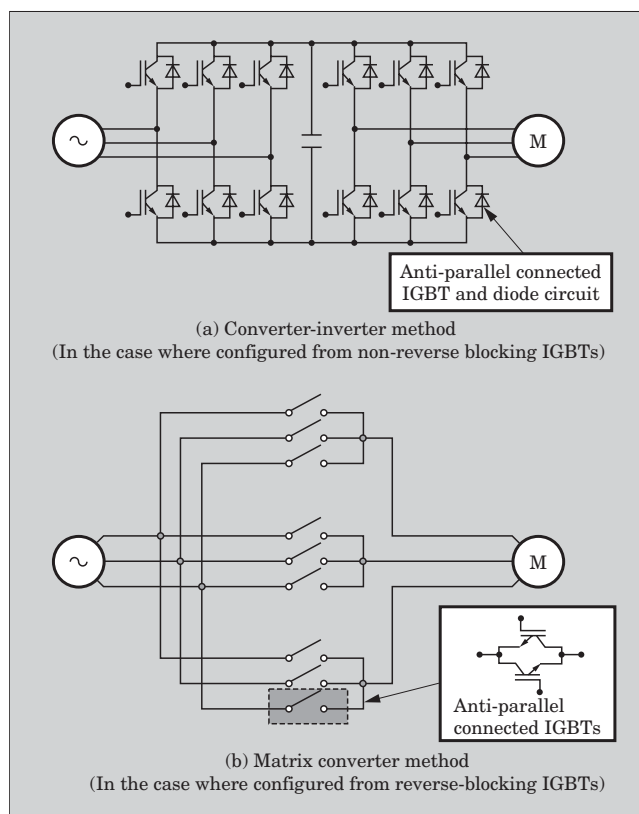 M
Anti-parallel connected
IGBT and diode circuit
(a) Converter-inverter method
(In the case where configured from non-reverse blocking IGBTs)
M
Anti-parallel
connected IGBTs
(b) Matrix converter method
(In the case where configured from reverse-blocking IGBTs)